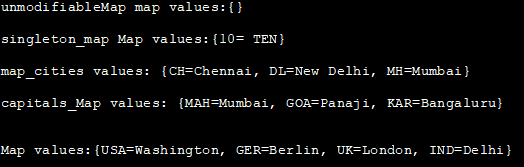 unmodifiableMap map values:{}
singleton_map Map values:{10= TEN}
map_cities values: {CH=Chennai, DL=New Delhi, MH=Mumbai}
capitals_Map values: {MAH=Mumbai, GOA=Panaji, KAR=Bangaluru}
Map values:{USA=Washington, GER=Berlin, UK=London, IND=Delhi}